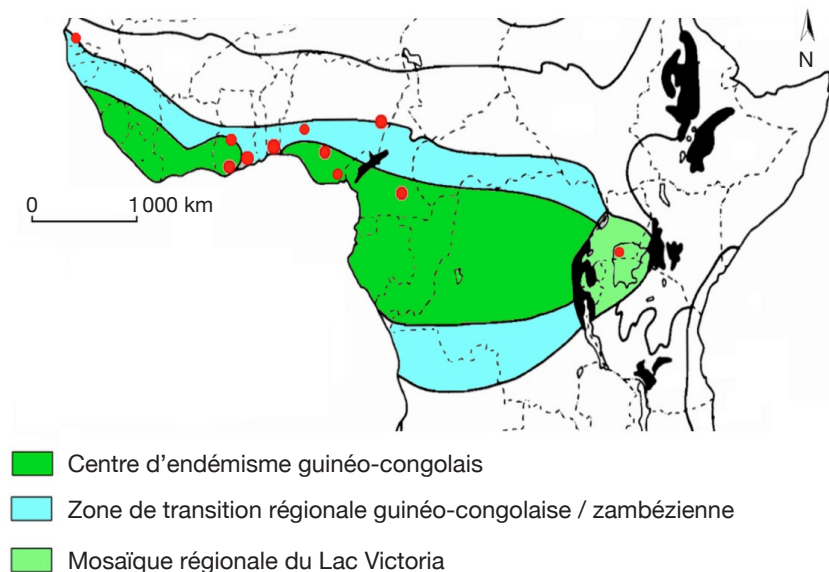 N
0
1 000 km
Centre d’endémisme guinéo-congolais
Zone de transition régionale guinéo-congolaise / zambézienne
Mosaïque régionale du Lac Victoria